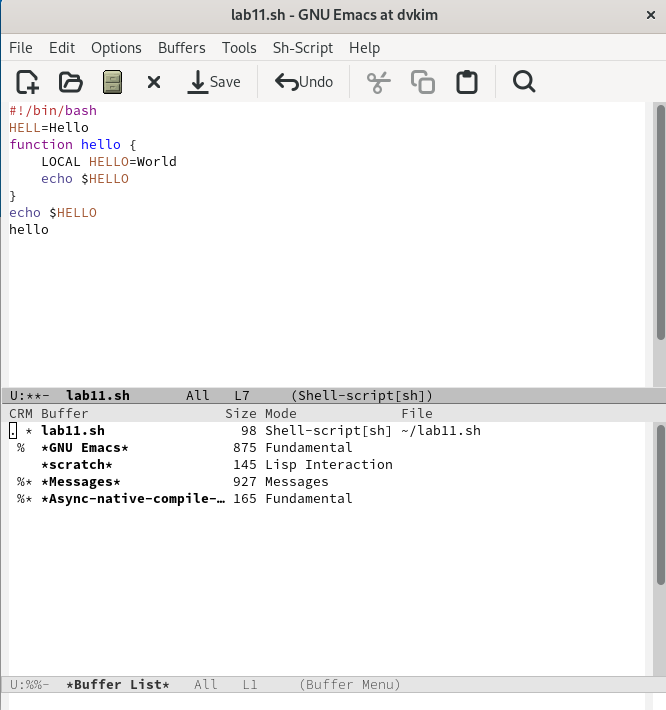 lab11.sh - GNU Emacs at dvkim
File Edit Options Buffers Tools Sh-Script Help
Save Undo
#!/bin/bash
HELL=Hello
function hello {
    LOCAL HELLO=World
    echo $HELLO
}
echo $HELLO
hello
U:**-  lab11.sh       All   L7     (Shell-script[sh])
CRM Buffer                 Size Mode             File
. * lab11.sh                 98 Shell-script[sh] ~/lab11.sh
 %  *GNU Emacs*             875 Fundamental
    *scratch*               145 Lisp Interaction
 %* *Messages*              927 Messages
 %* *Async-native-compile-… 165 Fundamental
U:%%-  *Buffer List*   All   L1     (Buffer Menu)